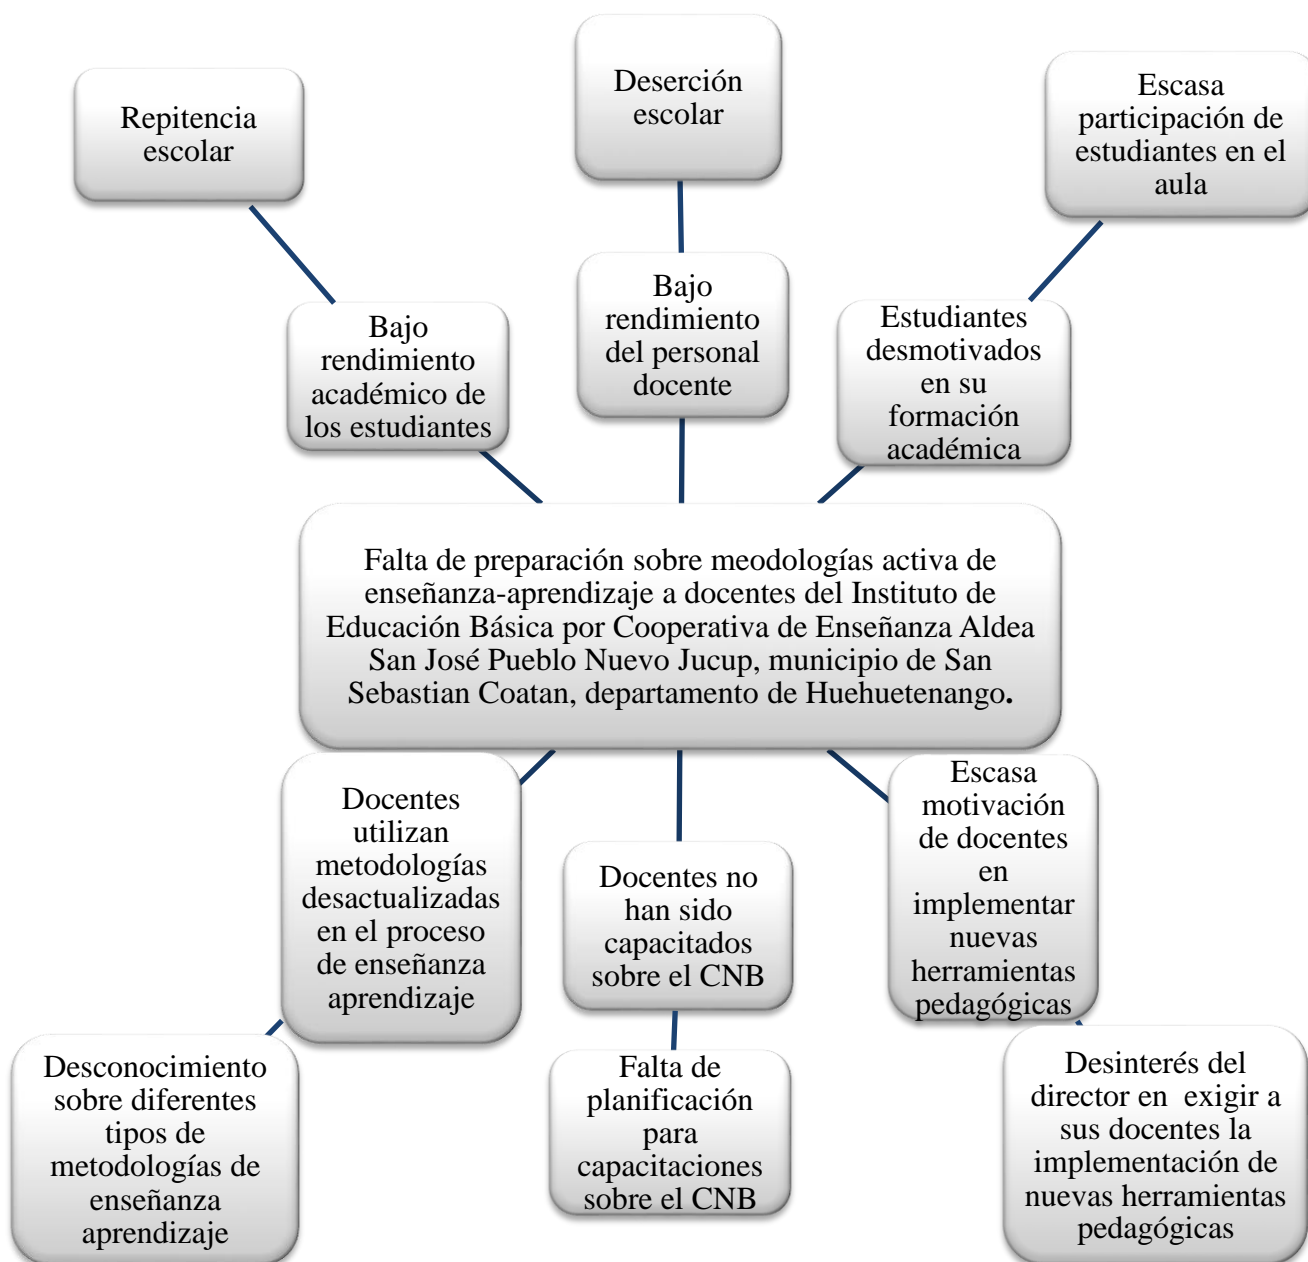 Repitencia
escolar
Deserción
escolar
Escasa
participación de
estudiantes en el
aula
Bajo
rendimiento
académico de
los estudiantes
Bajo
rendimiento
del personal
docente
Estudiantes
desmotivados
en su
formación
académica
Falta de preparación sobre meodologías activa de
enseñanza-aprendizaje a docentes del Instituto de
Educación Básica por Cooperativa de Enseñanza Aldea
San José Pueblo Nuevo Jucup, municipio de San
Sebastian Coatan, departamento de Huehuetenango.
Docentes
utilizan
metodologías
desactualizadas
en el proceso
de enseñanza
aprendizaje
Docentes no
han sido
capacitados
sobre el CNB
Escasa
motivación
de docentes
en
implementar
nuevas
herramientas
pedagógicas
Desconocimiento
sobre diferentes
tipos de
metodologías de
enseñanza
aprendizaje
Falta de
planificación
para
capacitaciones
sobre el CNB
Desinterés del
director en  exigir a
sus docentes la
implementación de
nuevas herramientas
pedagógicas